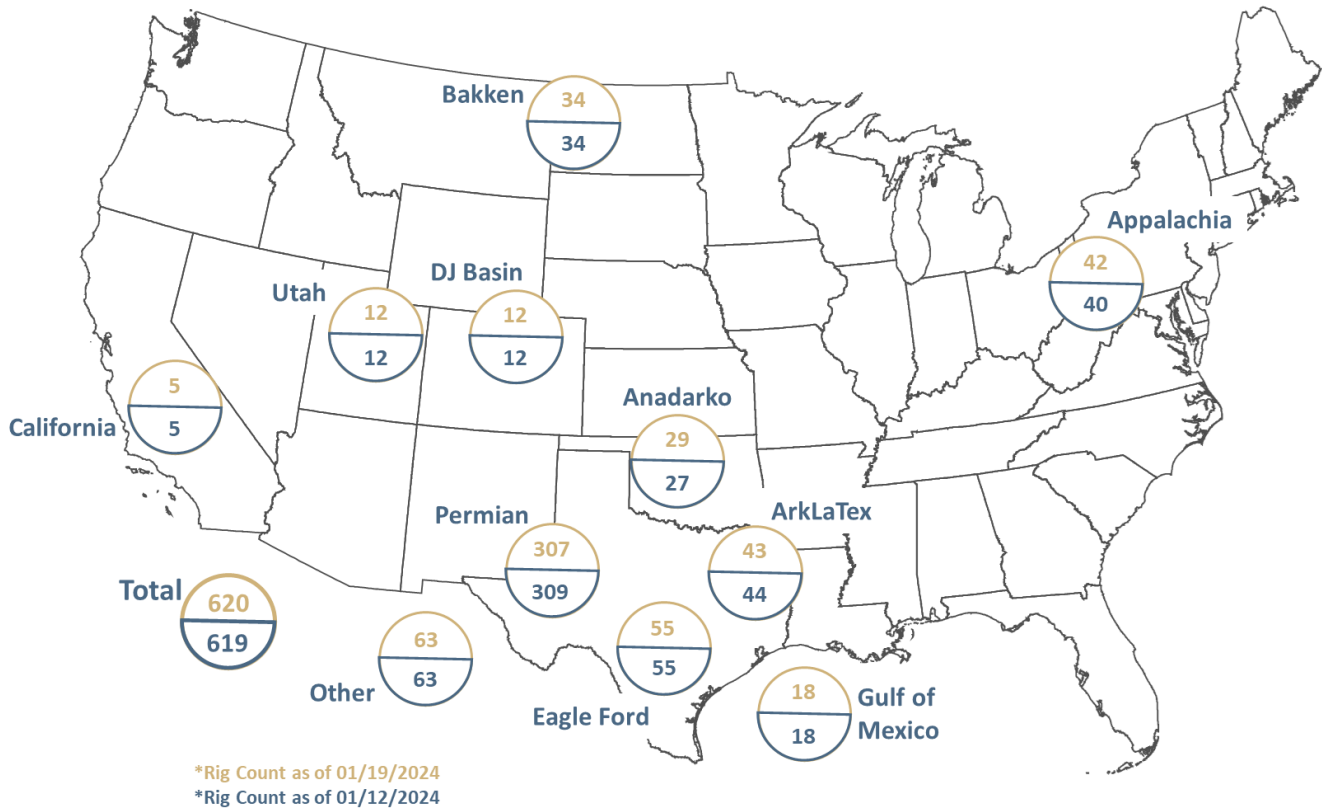 Bakken
34
34
Appalachia
42
40
DJ Basin
12
12
Utah
12
12
California
5
5
Anadarko
29
27
Permian
307
309
ArkLaTex
43
44
Total
620
619
Other
63
63
Eagle Ford
55
55
Gulf of
Mexico
18
18
*Rig Count as of 01/19/2024
*Rig Count as of 01/12/2024